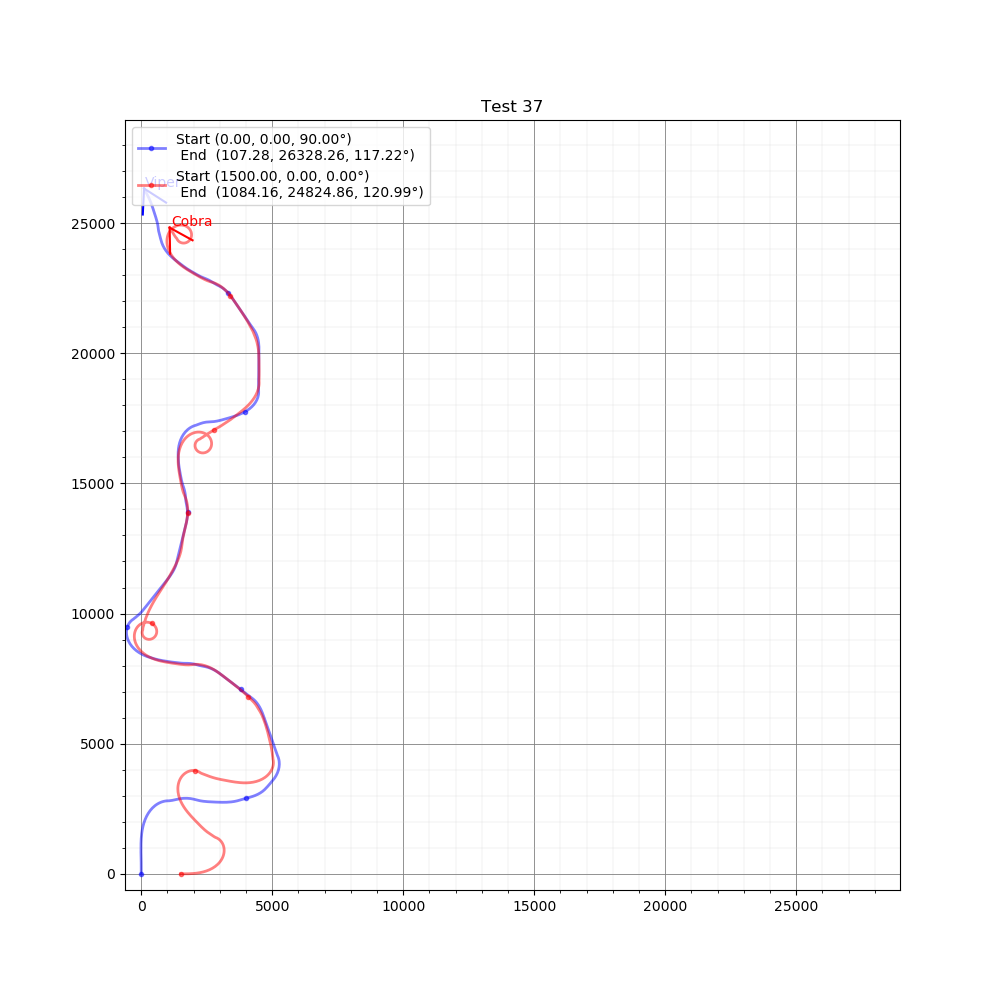 Test 37
Start (0.00, 0.00, 90.00°)
End (107.28, 26328.26, 117.22°)
Start (1500.00, 0.00, 0.00°)
End (1084.16, 24824.86, 120.99°)
Viper
Cobra
25000
20000
15000
10000
5000
0
0 5000 10000 15000 20000 25000